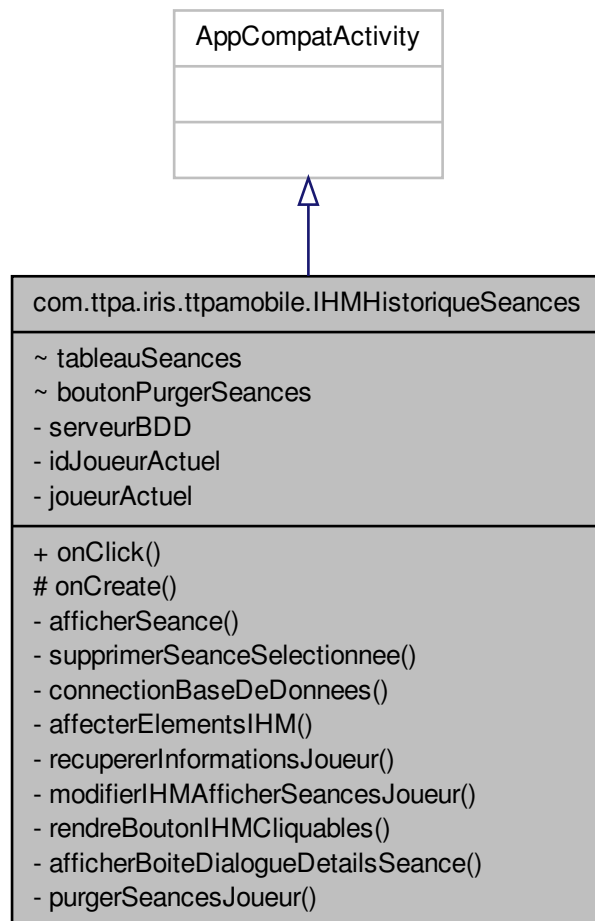 AppCompatActivity
com.ttpa.iris.ttpamobile.IHMHistoriqueSeances
~ tableauSeances
~ boutonPurgerSeances
- serveurBDD
- idJoueurActuel
- joueurActuel
+ onClick()
# onCreate()
- afficherSeance()
- supprimerSeanceSelectionnee()
- connectionBaseDeDonnees()
- affecterElementsIHM()
- recupererInformationsJoueur()
- modifierIHMAfficherSeancesJoueur()
- rendreBoutonIHMCliquables()
- afficherBoiteDialogueDetailsSeance()
- purgerSeancesJoueur()